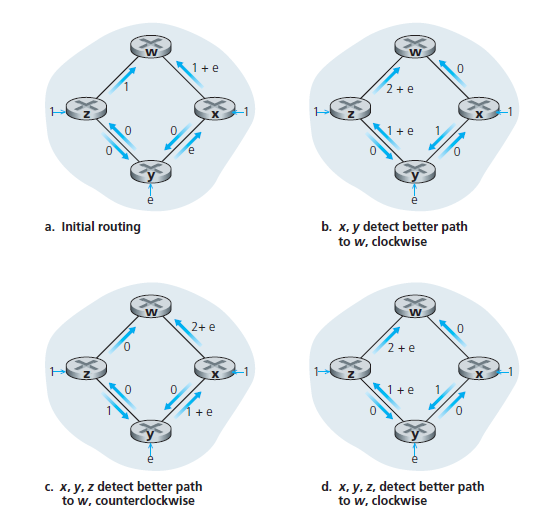 w
1 + e
1
1
z
x
1
0
0
0
e
y
e
a. Initial routing
w
0
2 + e
1
z
x
1
1 + e
1
0
0
y
e
b. x, y detect better path
to w, clockwise
w
2+ e
0
1
z
x
1
0
0
1
1 + e
y
e
c. x, y, z detect better path
to w, counterclockwise
w
0
2 + e
1
z
x
1
1 + e
1
0
0
y
e
d. x, y, z, detect better path
to w, clockwise